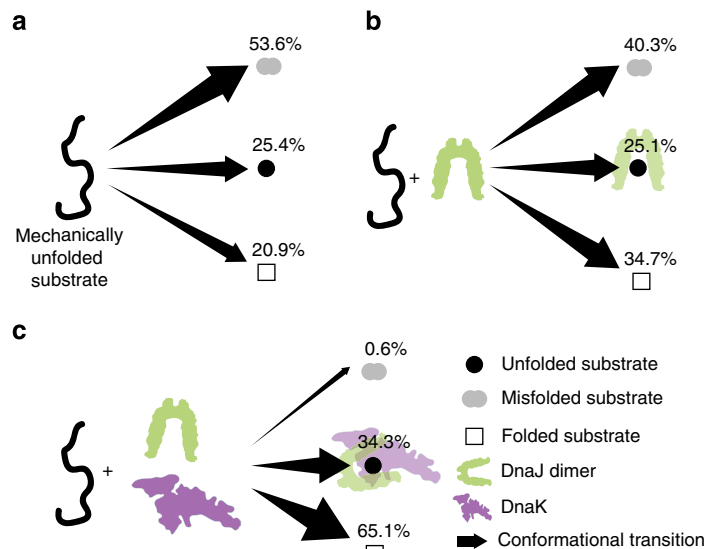 a
53.6%
25.4%
20.9%
Mechanically
unfolded
substrate
b
40.3%
+
25.1%
34.7%
c
0.6%
+
34.3%
65.1%
Unfolded substrate
Misfolded substrate
Folded substrate
DnaJ dimer
DnaK
Conformational transition